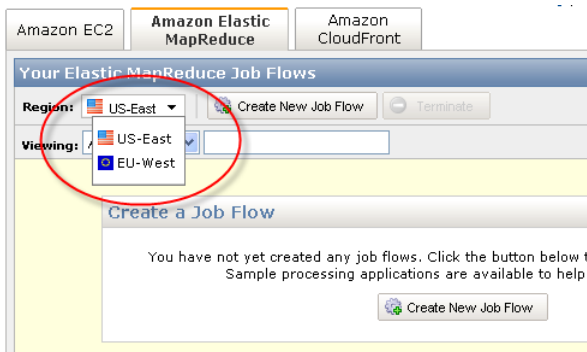 Amazon EC2
Amazon Elastic MapReduce
Amazon CloudFront
Your Elastic MapReduce Job Flows
Region: US-East Create New Job Flow Terminate
US-East
Viewing:
EU-West
Create a Job Flow
You have not yet created any job flows. Click the button below
Sample processing applications are available to help
Create New Job Flow